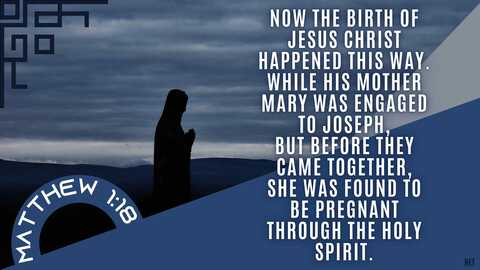 NOW THE BIRTH OF
JESUS CHRIST
HAPPENED THIS WAY.
WHILE HIS MOTHER
MARY WAS ENGAGED
TO JOSEPH,
BUT BEFORE THEY
CAME TOGETHER,
SHE WAS FOUND TO
BE PREGNANT
THROUGH THE HOLY
SPIRIT.
MATTHEW 1:18